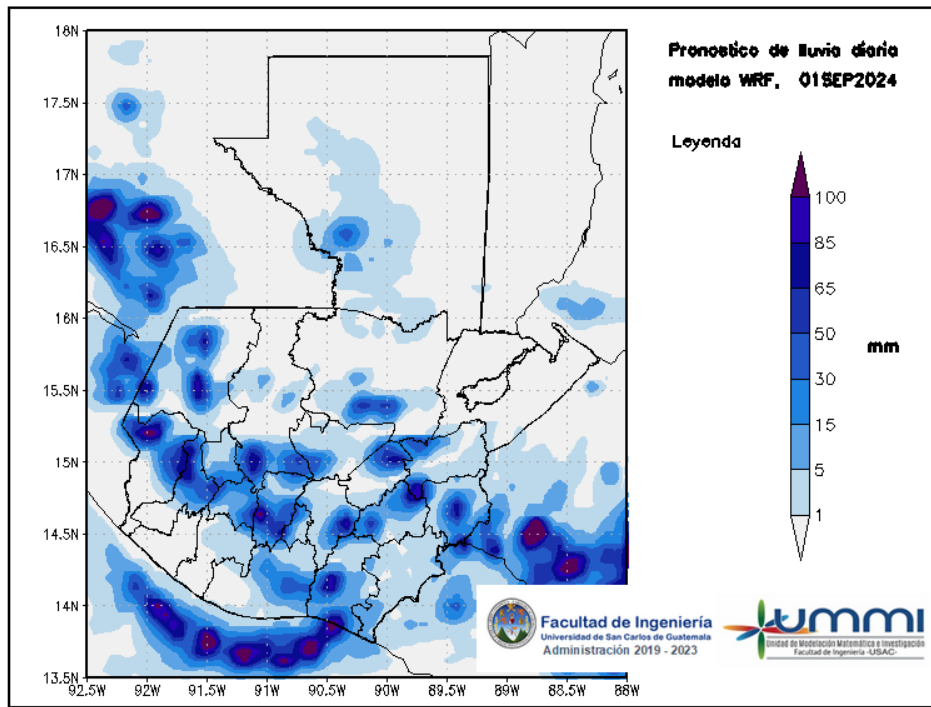 Pronostico de lluvia diaria
modelo WRF, 01SEP2024
Leyenda
100
85
65
50
30
15
5
1
mm
18N
17.5N
17N
16.5N
16N
15.5N
15N
14.5N
14N
13.5N
92.5W
92W
91.5W
91W
90.5W
90W
89.5W
89W
88.5W
88W
Facultad de Ingeniería
Universidad de San Carlos de Guatemala
Administración 2019 - 2023
UMMI
Unidad de Modelación Matemática e Investigación
Facultad de Ingeniería -USAC-